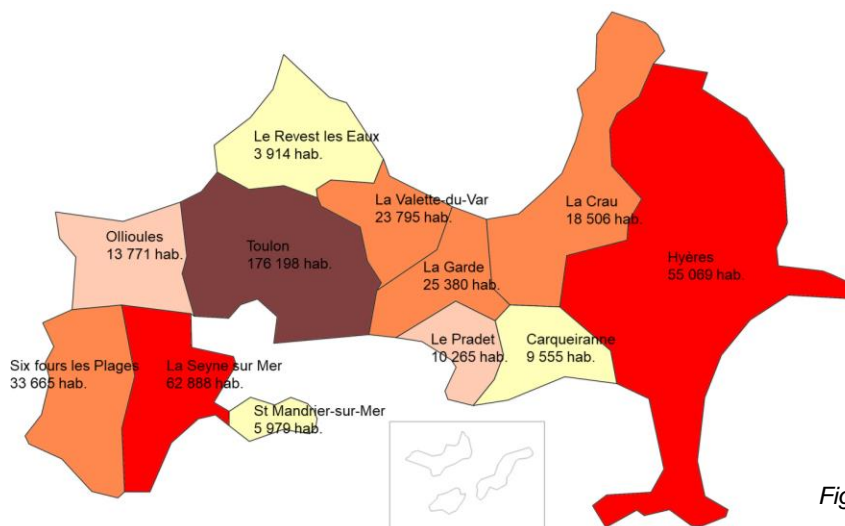 Le Revest les Eaux
3 914 hab.
La Valette-du-Var
23 795 hab.
La Crau
18 506 hab.
Ollioules
13 771 hab.
Toulon
176 198 hab.
La Garde
25 380 hab.
Hyères
55 069 hab.
Le Pradet
10 265 hab.
Carqueiranne
9 555 hab.
Six fours les Plages
33 665 hab.
La Seyne sur Mer
62 888 hab.
St Mandrier-sur-Mer
5 979 hab.
Fig